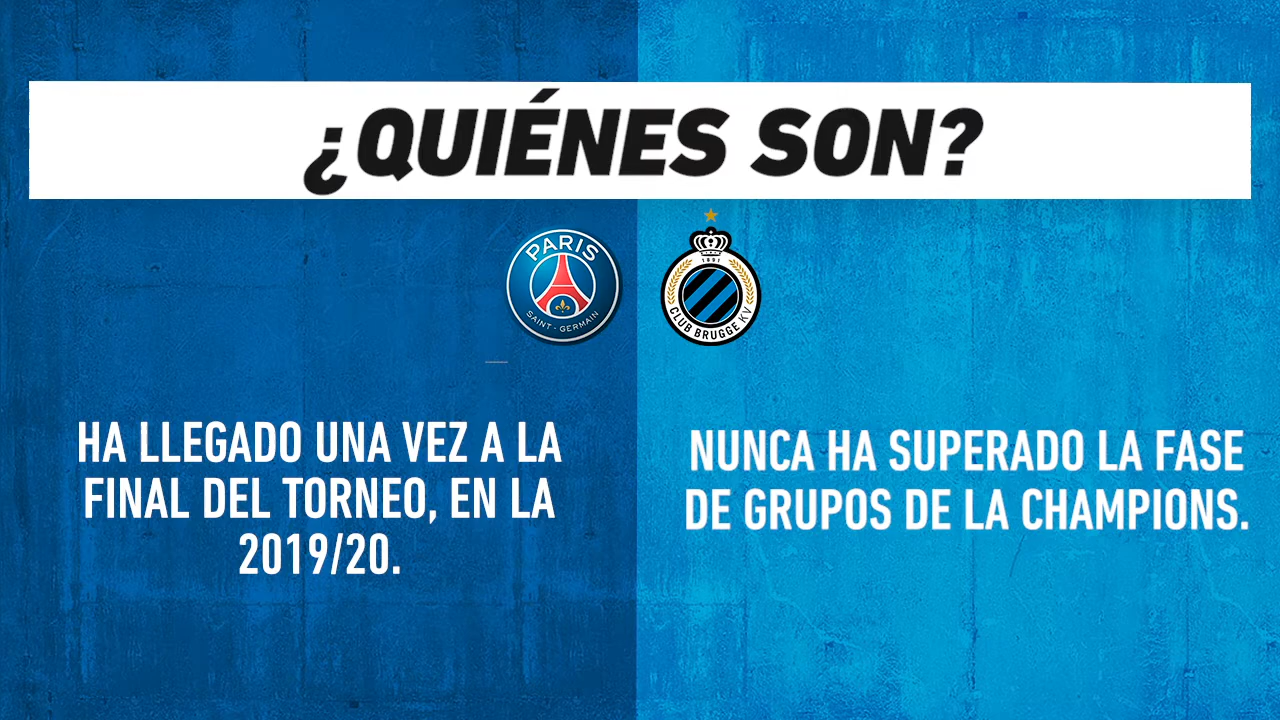 ¿QUIÉNES SON?
PARIS
SAINT-GERMAIN
1891
CLUB BRUGGE KV
HA LLEGADO UNA VEZ A LA
FINAL DEL TORNEO, EN LA
2019/20.
NUNCA HA SUPERADO LA FASE
DE GRUPOS DE LA CHAMPIONS.